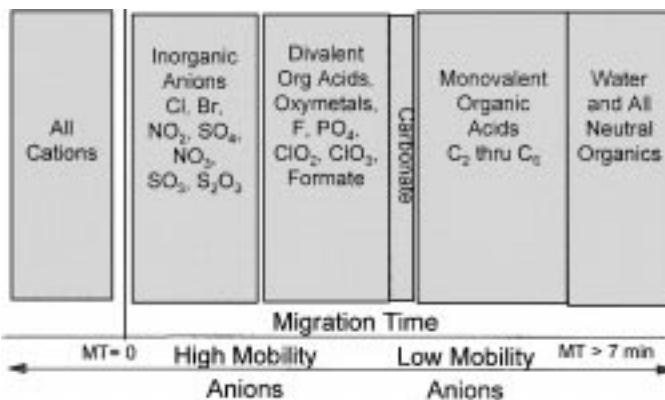 All
Cations
Inorganic
Anions
Cl, Br,
NO₂, SO₄,
NO₃,
SO₃, S₂O₃
Divalent
Org Acids,
Oxymetals,
F, PO₄,
ClO₂, ClO₃,
Formate
Carbonate
Monovalent
Organic
Acids
C₂ thru
Water
and All
Neutral
Organics
Migration Time
MT= 0
High Mobility
Low Mobility
MT > 7 min
Anions
Anions